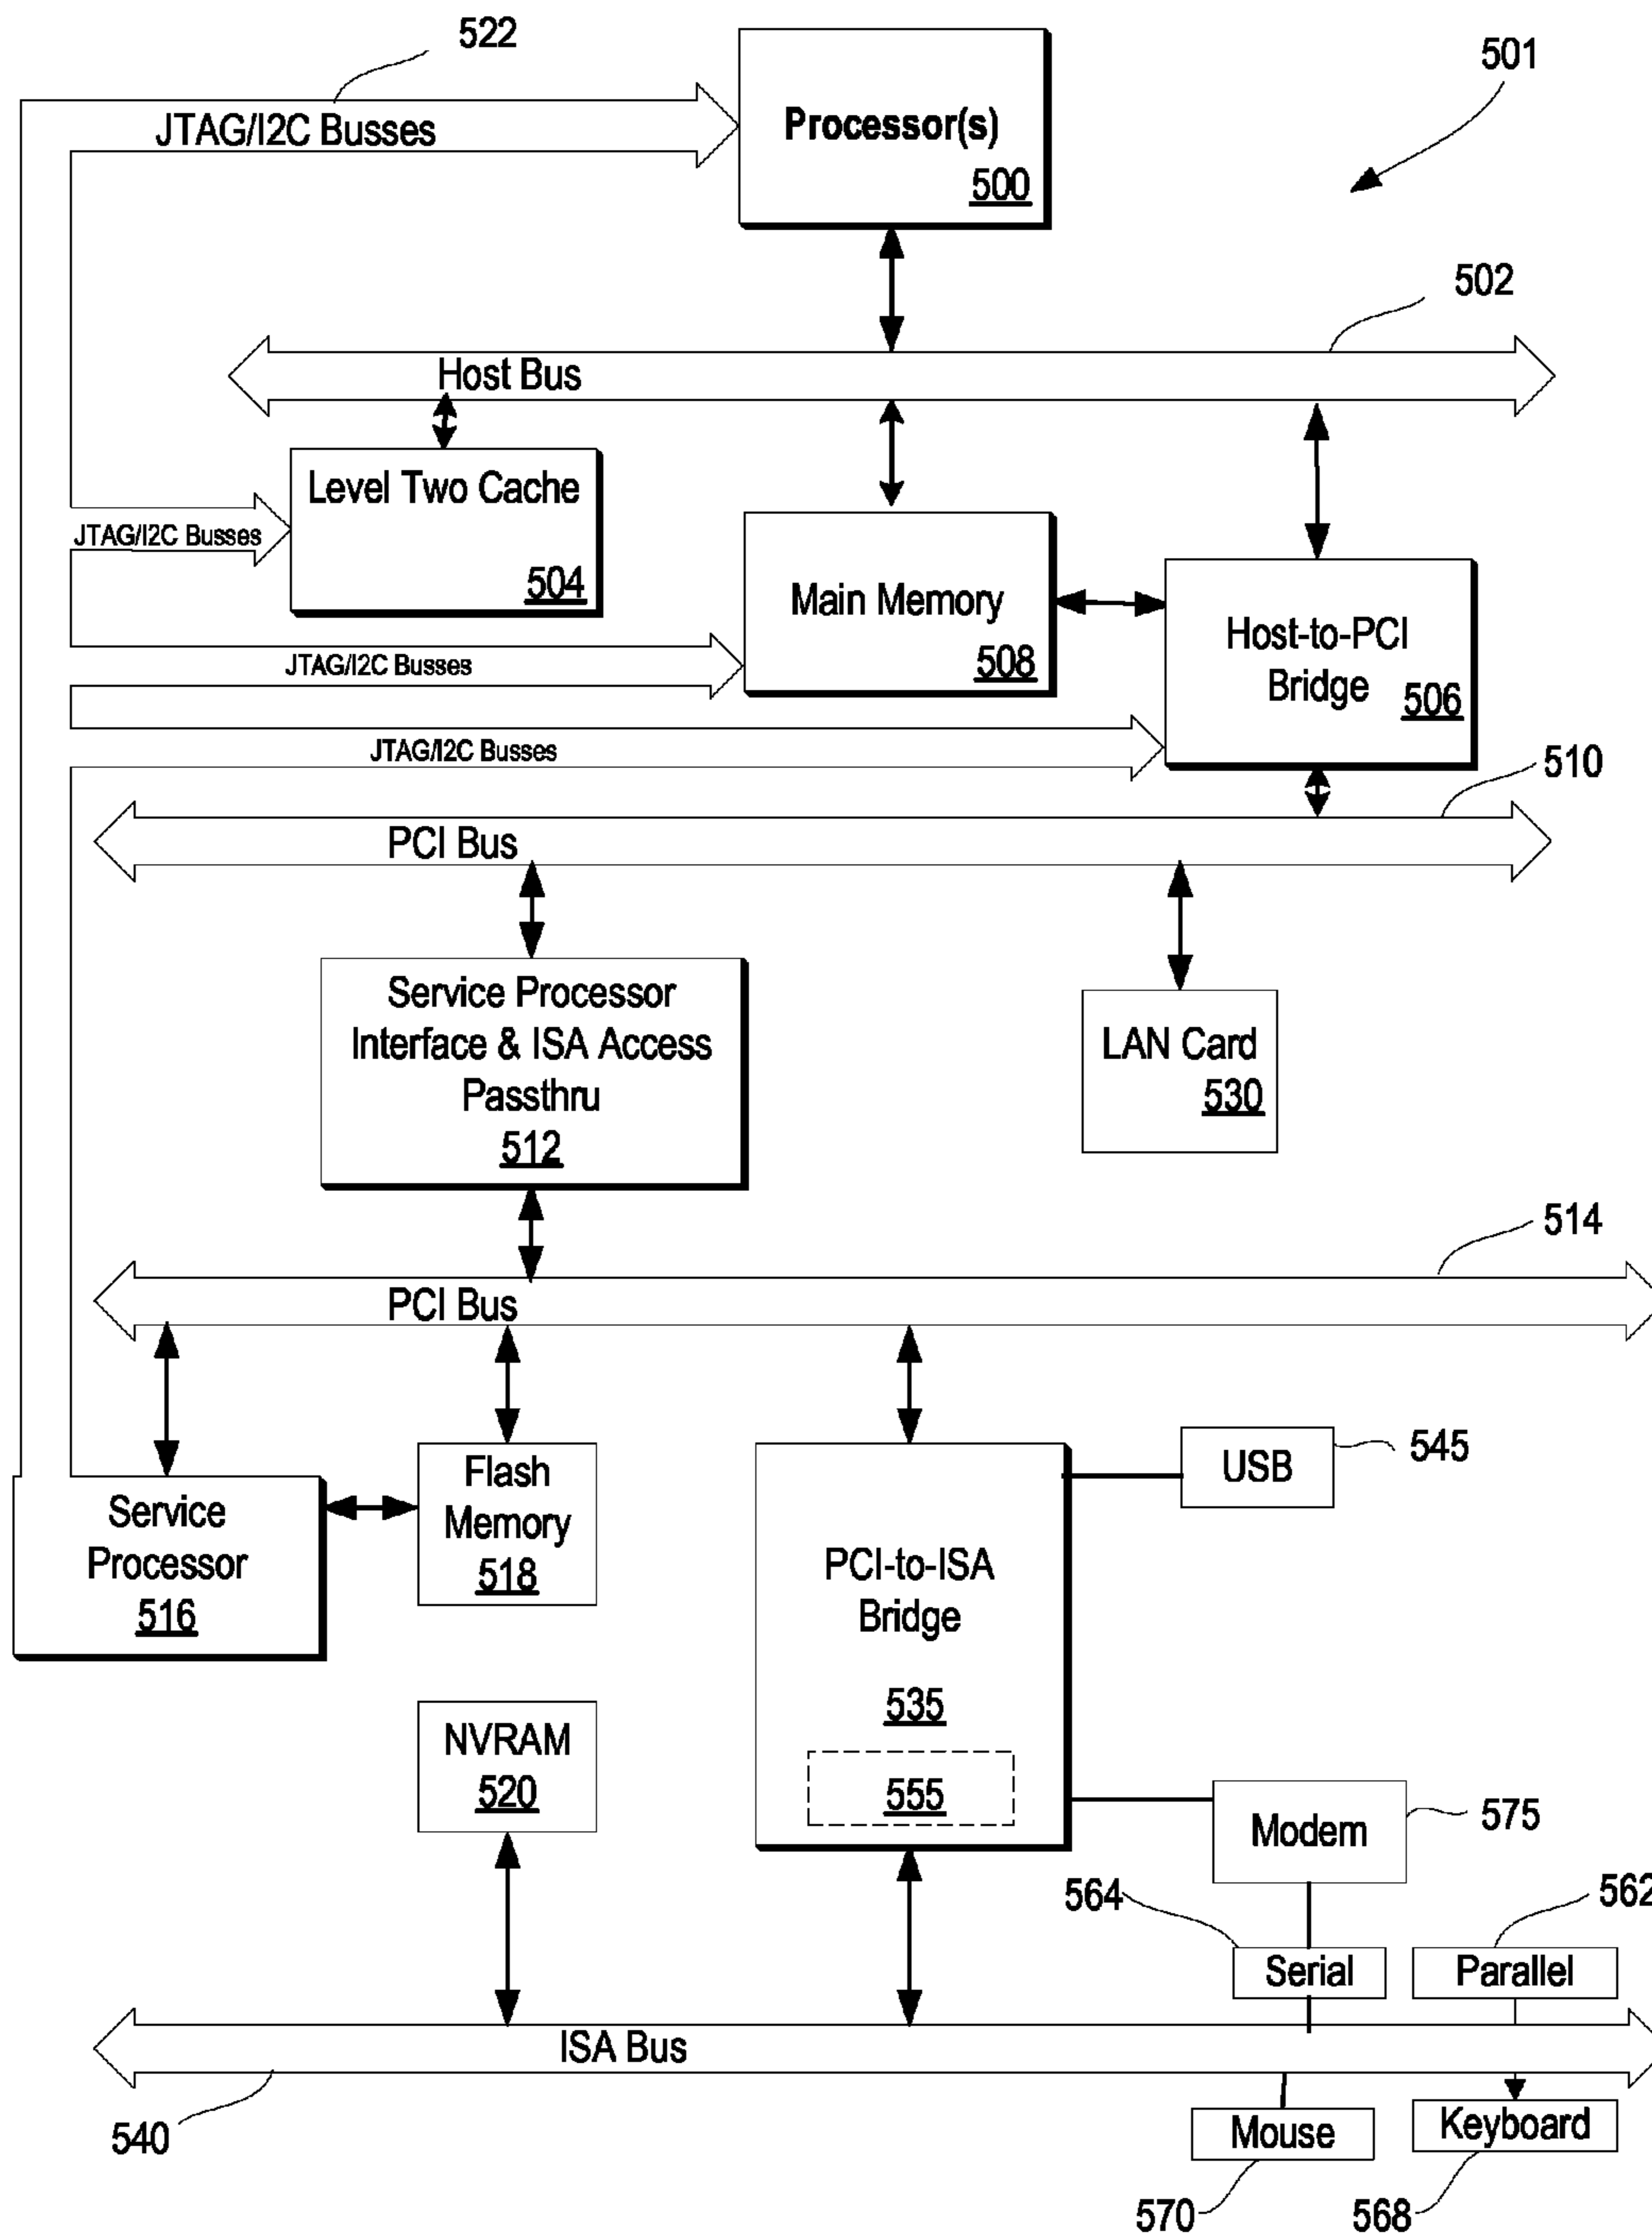 522
501
JTAG/I2C Busses
Processor(s)
500
502
Host Bus
Level Two Cache
504
JTAG/I2C Busses
Main Memory
508
Host-to-PCI
Bridge
506
JTAG/I2C Busses
JTAG/I2C Busses
510
PCI Bus
Service Processor
Interface & ISA Access
Passthru
512
LAN Card
530
514
PCI Bus
Service
Processor
516
Flash
Memory
518
USB
545
PCI-to-ISA
Bridge
535
555
NVRAM
520
Modem
575
564
562
Serial
Parallel
ISA Bus
540
Mouse
Keyboard
570
568